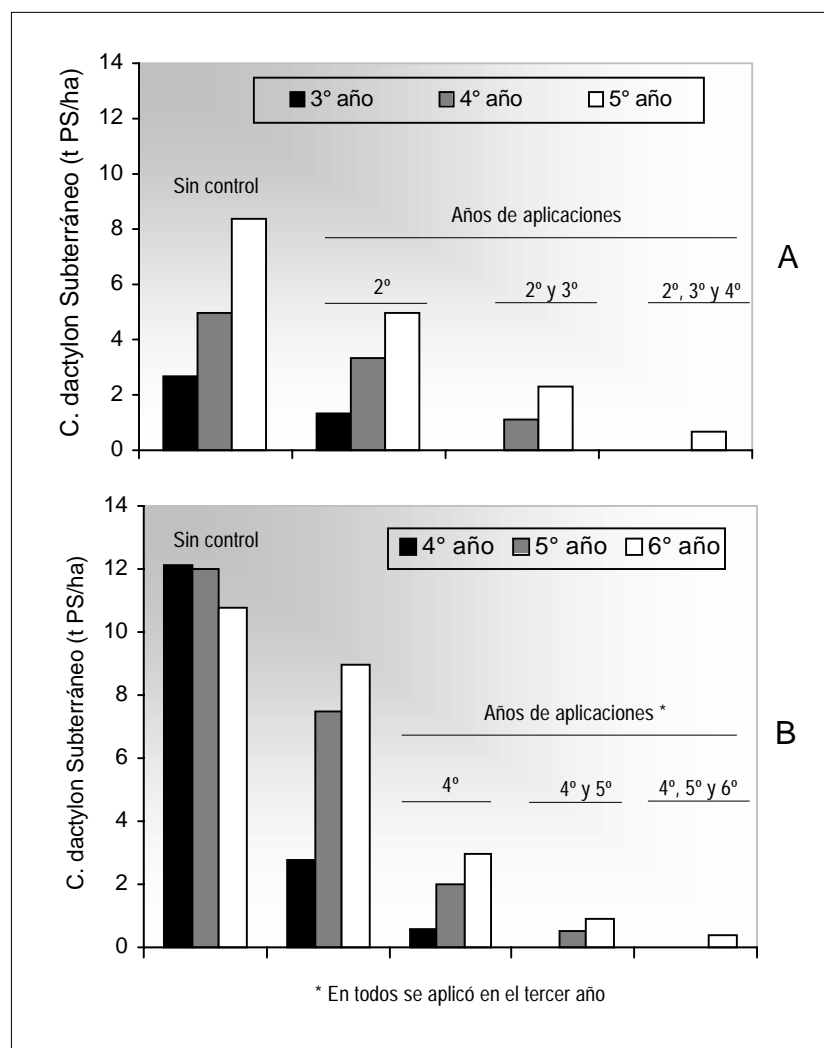 14
12
10
8
6
4
2
0
C. dactylon Subterráneo (t PS/ha)
3° año 4° año 5° año
Sin control
Años de aplicaciones
2º 2º y 3º 2º, 3º y 4º
A
14
12
10
8
6
4
2
0
C. dactylon Subterráneo (t PS/ha)
Sin control
4° año 5° año 6° año
Años de aplicaciones *
4º 4º y 5º 4º, 5º y 6º
B
* En todos se aplicó en el tercer año